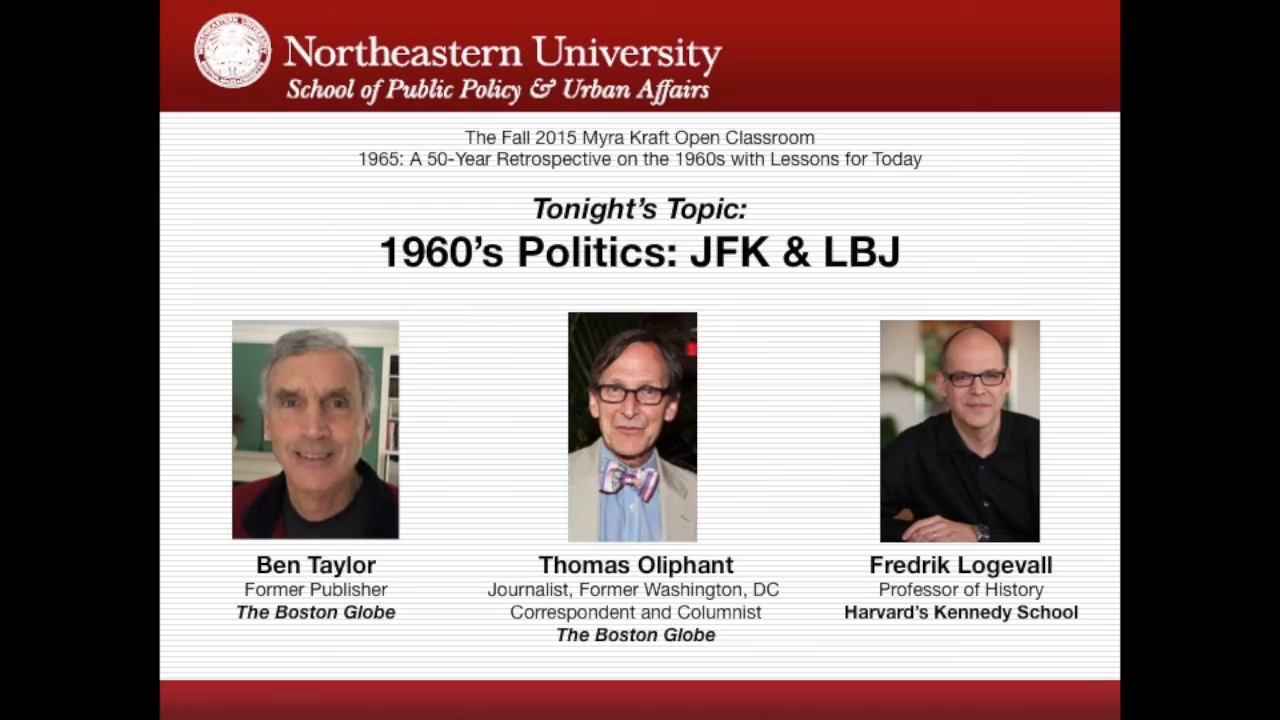 Northeastern University
School of Public Policy & Urban Affairs
The Fall 2015 Myra Kraft Open Classroom
1965: A 50-Year Retrospective on the 1960s with Lessons for Today
Tonight's Topic:
1960's Politics: JFK & LBJ
Ben Taylor
Former Publisher
The Boston Globe
Thomas Oliphant
Journalist, Former Washington, DC
Correspondent and Columnist
The Boston Globe
Fredrik Logevall
Professor of History
Harvard's Kennedy School